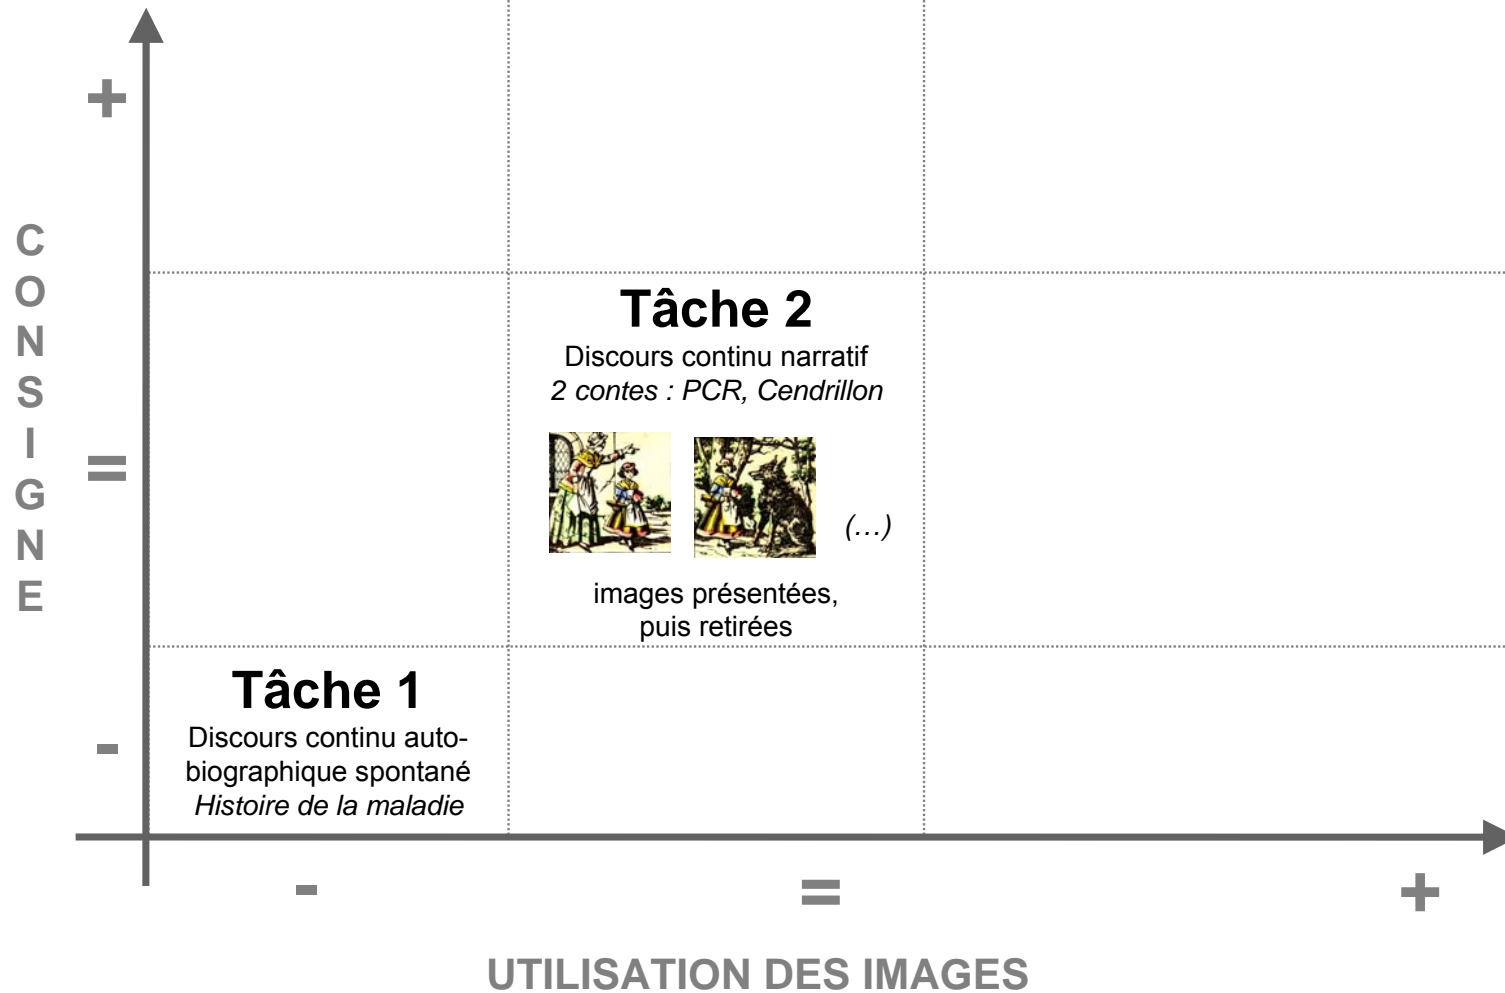 +
CONSIGNE
=
-
Tâche 2
Discours continu narratif
2 contes : PCR, Cendrillon
(…)
images présentées,
puis retirées
Tâche 1
Discours continu auto-
biographique spontané
Histoire de la maladie
- = +
UTILISATION DES IMAGES